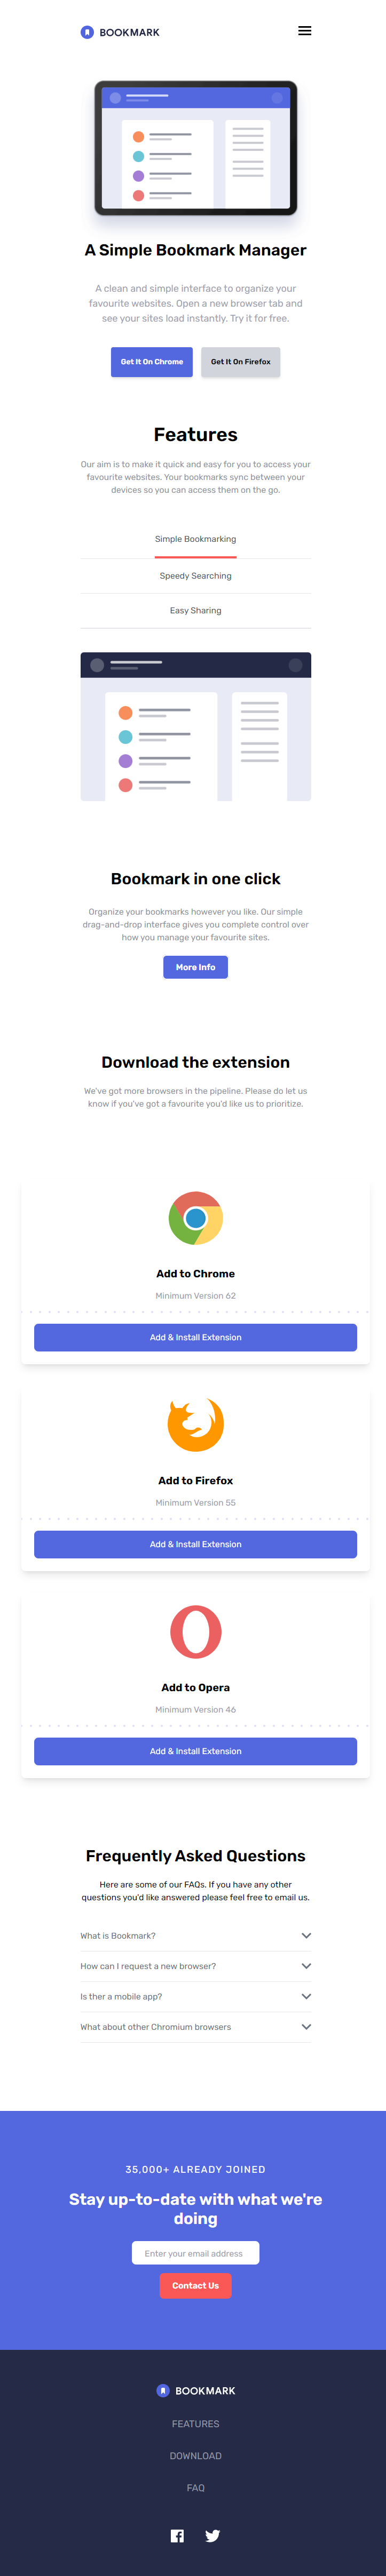 BOOKMARK
A Simple Bookmark Manager
A clean and simple interface to organize your
favourite websites. Open a new browser tab and
see your sites load instantly. Try it for free.
Get It On Chrome
Get It On Firefox
Features
Our aim is to make it quick and easy for you to access your
favourite websites. Your bookmarks sync between your
devices so you can access them on the go.
Simple Bookmarking
Speedy Searching
Easy Sharing
Bookmark in one click
Organize your bookmarks however you like. Our simple
drag-and-drop interface gives you complete control over
how you manage your favourite sites.
More Info
Download the extension
We've got more browsers in the pipeline. Please do let us
know if you've got a favourite you'd like us to prioritize.
Add to Chrome
Minimum Version 62
Add & Install Extension
Add to Firefox
Minimum Version 55
Add & Install Extension
Add to Opera
Minimum Version 46
Add & Install Extension
Frequently Asked Questions
Here are some of our FAQs. If you have any other
questions you'd like answered please feel free to email us.
What is Bookmark?
How can I request a new browser?
Is ther a mobile app?
What about other Chromium browsers
35,000+ ALREADY JOINED
Stay up-to-date with what we're
doing
Enter your email address
Contact Us
BOOKMARK
FEATURES
DOWNLOAD
FAQ